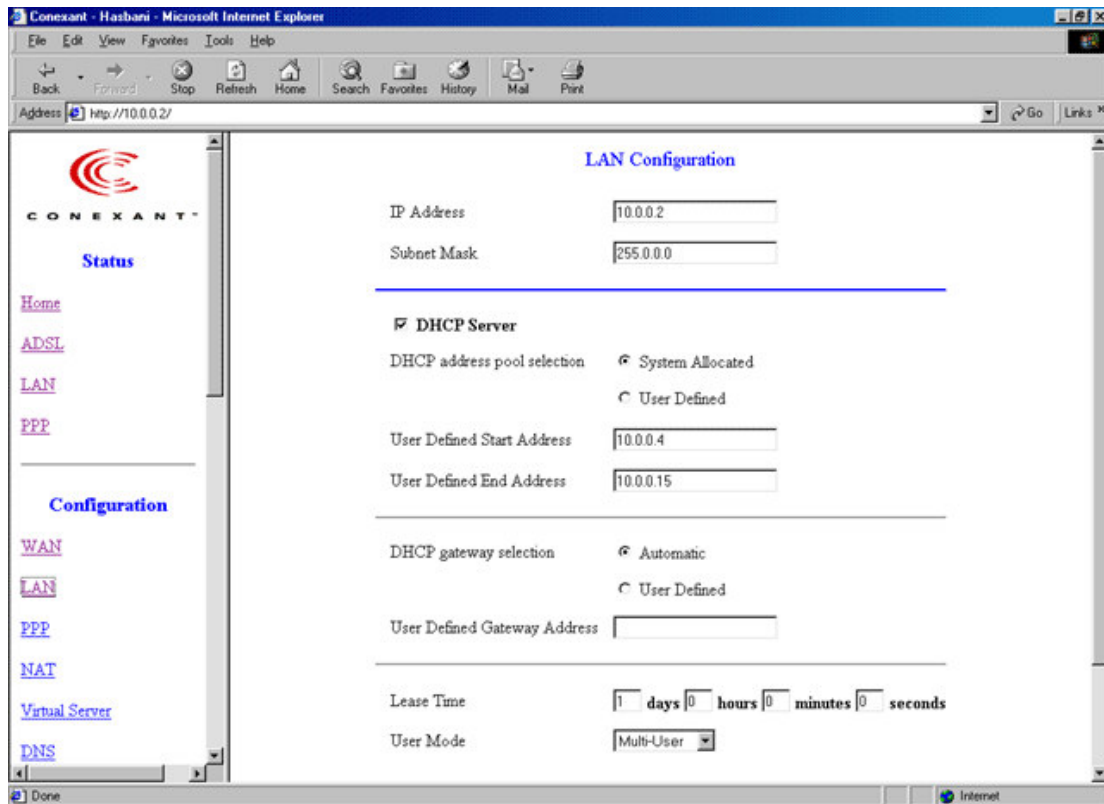 Conexant - Hasbani - Microsoft Internet Explorer
File Edit View Favorites Tools Help
Back Forward Stop Refresh Home Search Favorites History Mail Print
Address http://10.0.0.2/ Go Links »
CONEXANT™
Status
Home
ADSL
LAN
PPP
Configuration
WAN
LAN
PPP
NAT
Virtual Server
DNS
LAN Configuration
IP Address 10.0.0.2
Subnet Mask 255.0.0.0
DHCP Server
DHCP address pool selection System Allocated
User Defined
User Defined Start Address 10.0.0.4
User Defined End Address 10.0.0.15
DHCP gateway selection Automatic
User Defined
User Defined Gateway Address
Lease Time 1 days 0 hours 0 minutes 0 seconds
User Mode Multi-User
Done Internet